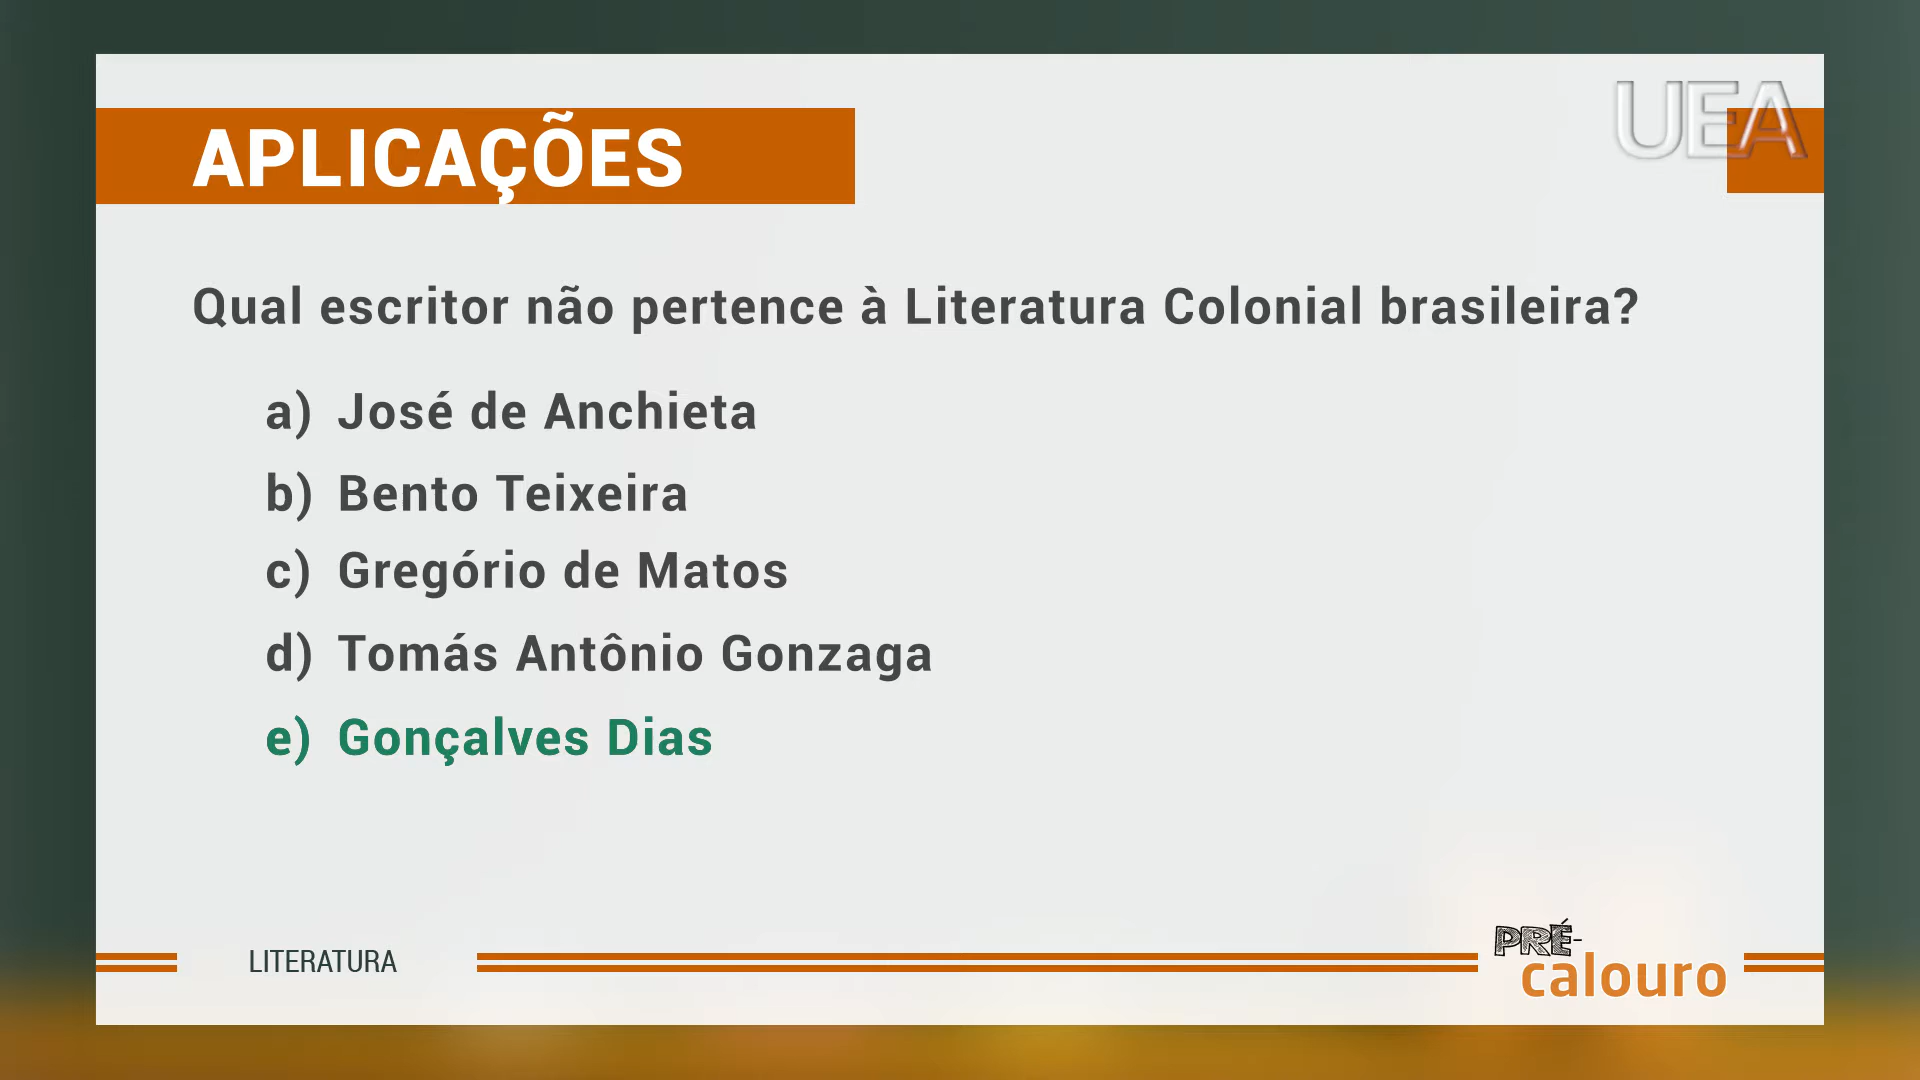 UEA
APLICAÇÕES
Qual escritor não pertence à Literatura Colonial brasileira?
a) José de Anchieta
b) Bento Teixeira
c) Gregório de Matos
d) Tomás Antônio Gonzaga
e) Gonçalves Dias
LITERATURA
PRÉ-
calouro